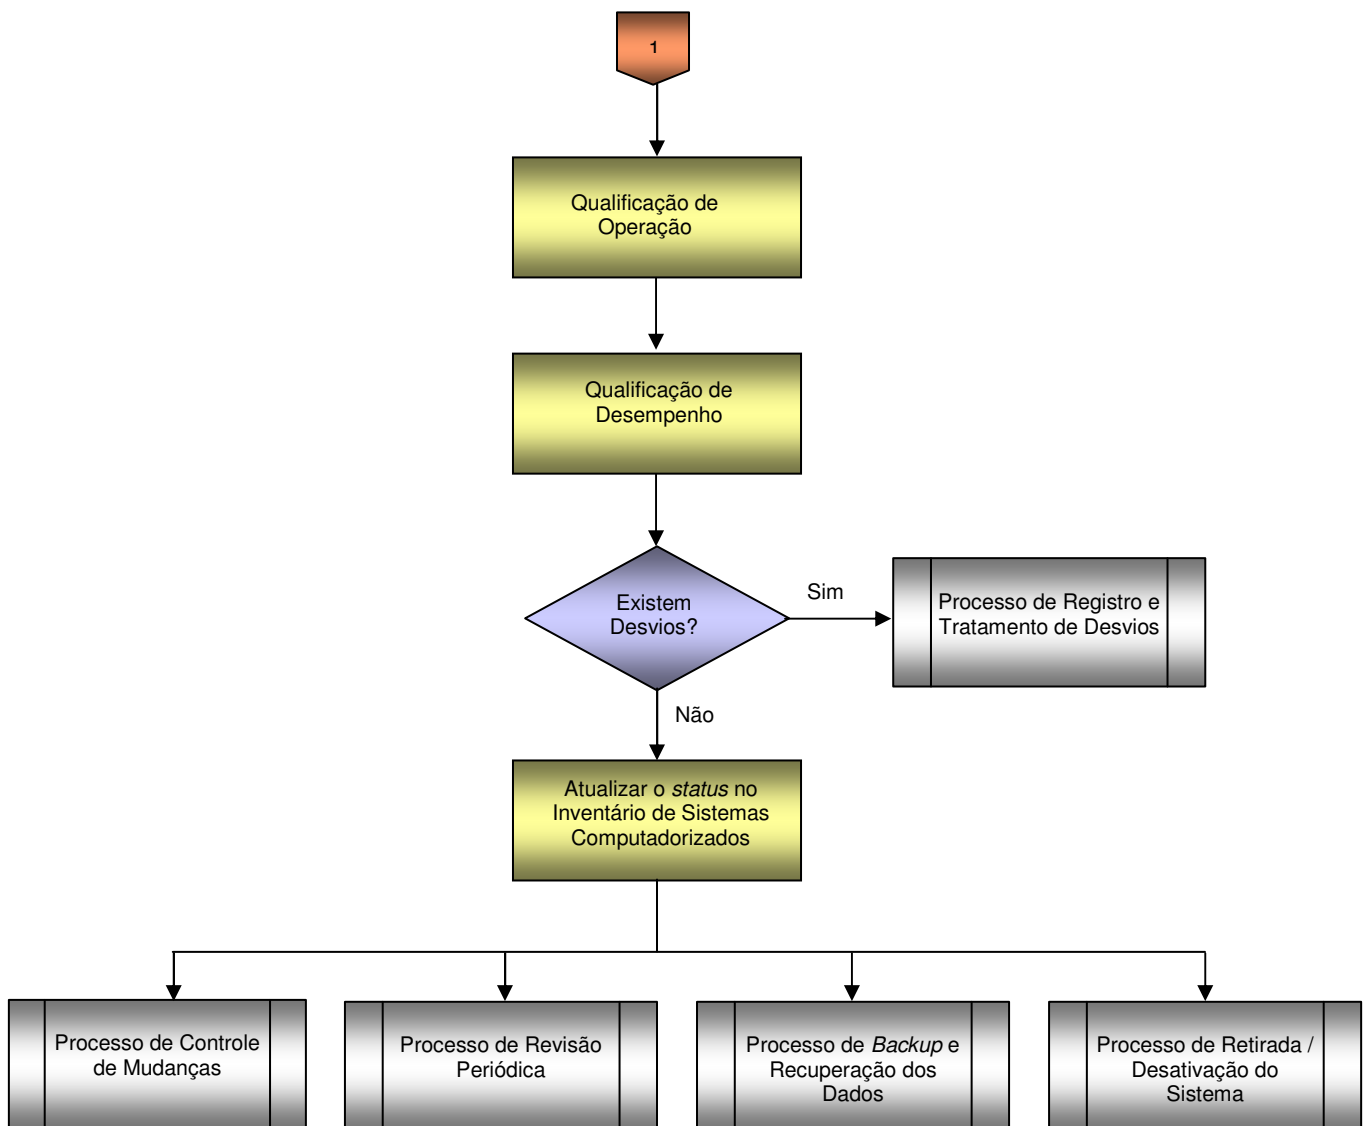 1
Qualificação de
Operação
Qualificação de
Desempenho
Existem
Desvios?
Sim
Processo de Registro e
Tratamento de Desvios
Não
Atualizar o status no
Inventário de Sistemas
Computadorizados
Processo de Controle
de Mudanças
Processo de Revisão
Periódica
Processo de Backup e
Recuperação dos
Dados
Processo de Retirada /
Desativação do
Sistema